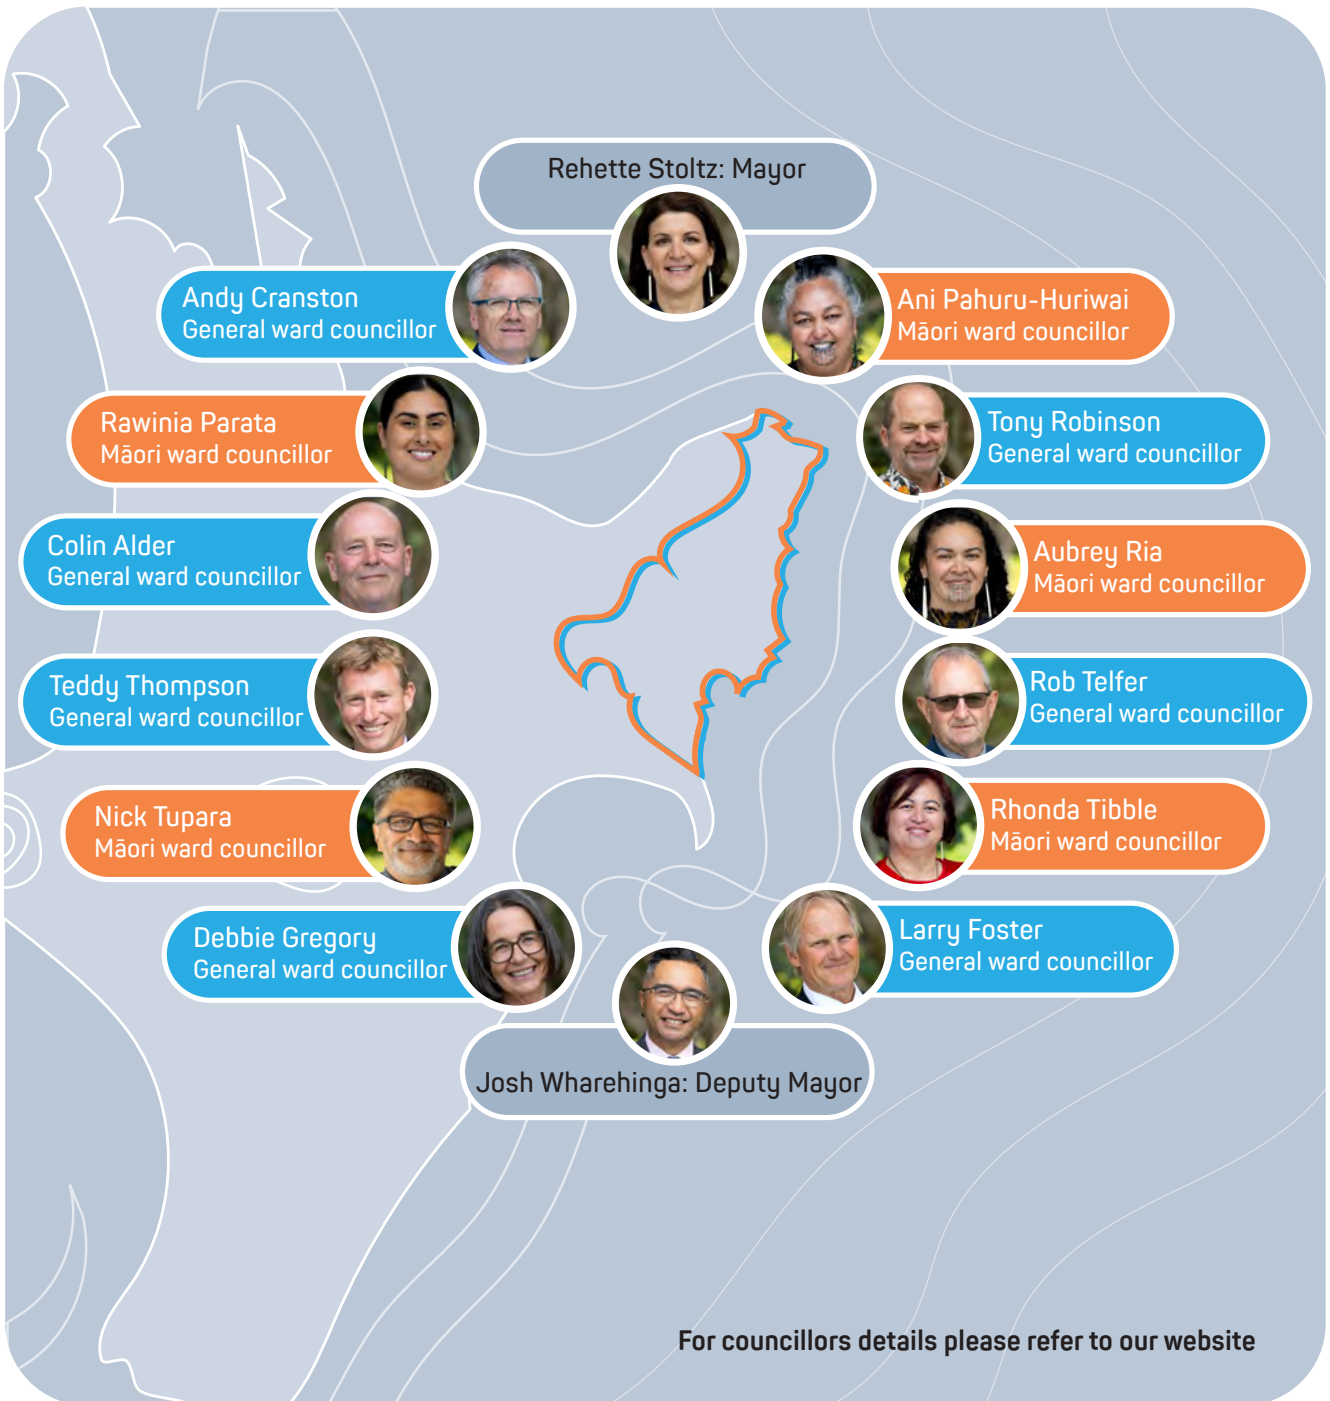 Rehette Stoltz: Mayor
Andy Cranston
General ward councillor
Ani Pahuru-Huriwai
Māori ward councillor
Rawinia Parata
Māori ward councillor
Tony Robinson
General ward councillor
Colin Alder
General ward councillor
Aubrey Ria
Māori ward councillor
Teddy Thompson
General ward councillor
Rob Telfer
General ward councillor
Nick Tupara
Māori ward councillor
Rhonda Tibble
Māori ward councillor
Debbie Gregory
General ward councillor
Larry Foster
General ward councillor
Josh Wharehinga: Deputy Mayor
For councillors details please refer to our website